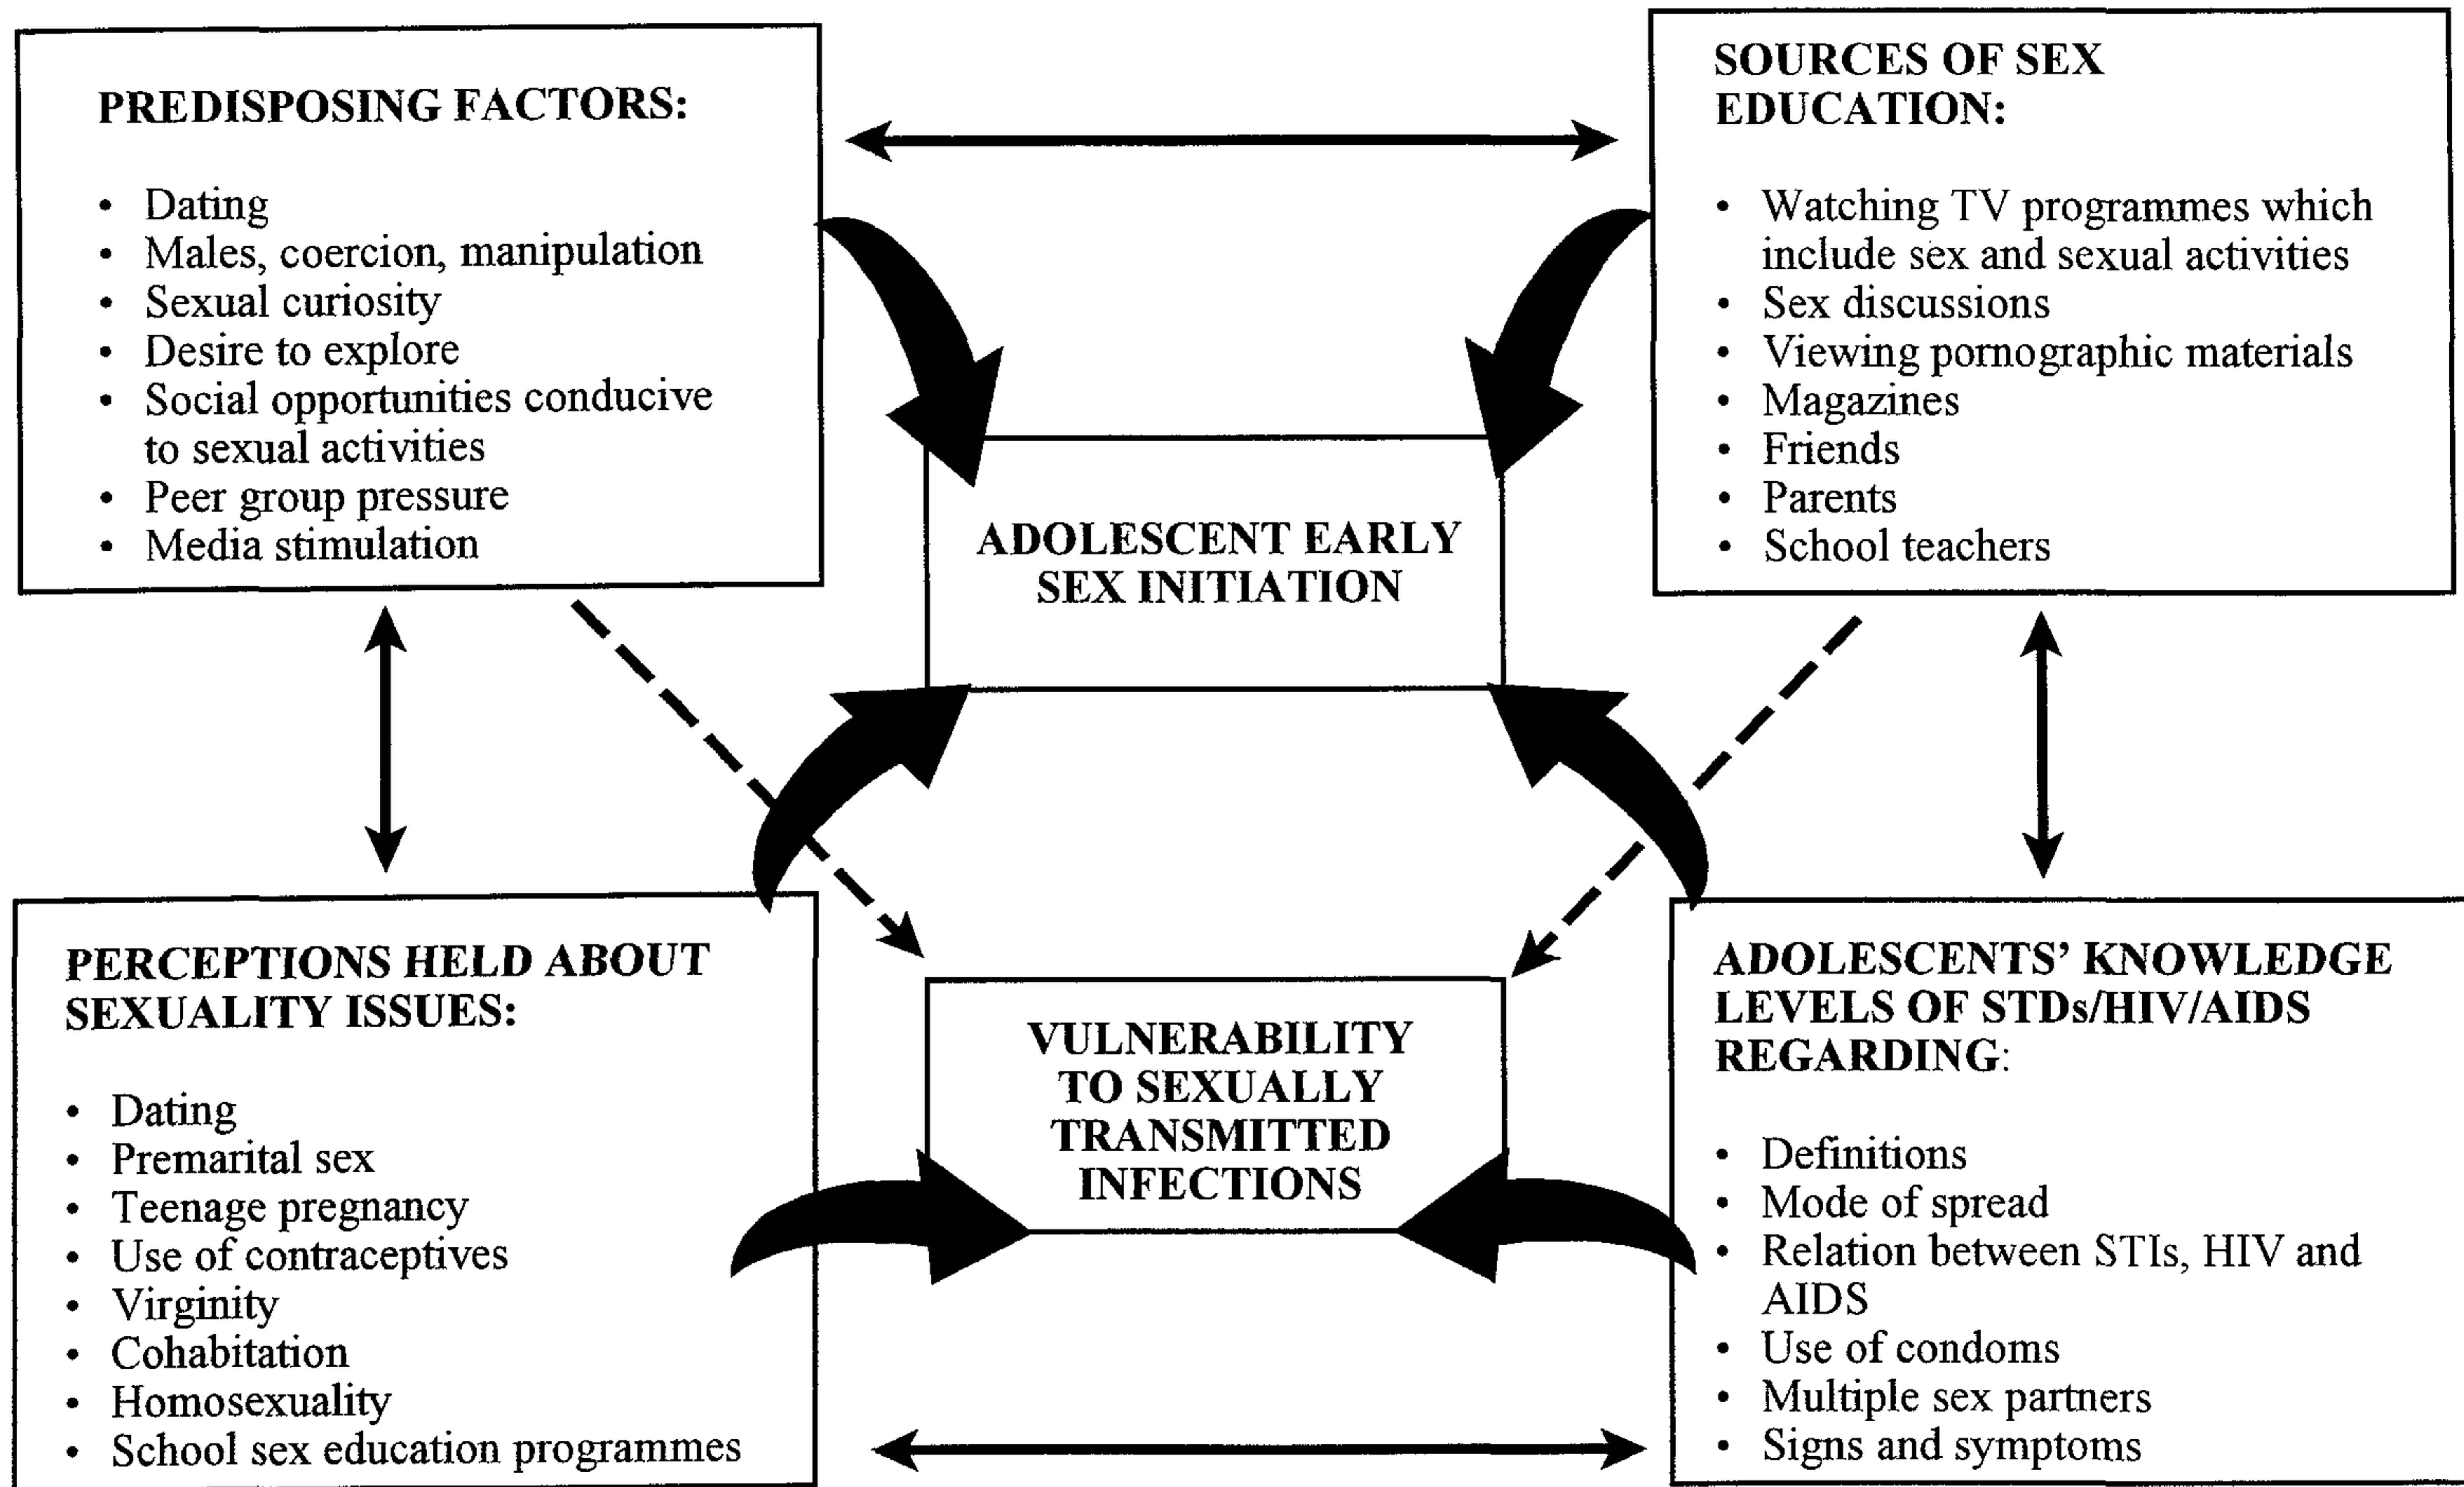 PREDISPOSING FACTORS:
• Dating
• Males, coercion, manipulation
• Sexual curiosity
• Desire to explore
• Social opportunities conducive
to sexual activities
• Peer group pressure
• Media stimulation
SOURCES OF SEX
EDUCATION:
• Watching TV programmes which
include sex and sexual activities
• Sex discussions
• Viewing pornographic materials
• Magazines
• Friends
• Parents
• School teachers
ADOLESCENT EARLY
SEX INITIATION
PERCEPTIONS HELD ABOUT
SEXUALITY ISSUES:
• Dating
• Premarital sex
• Teenage pregnancy
• Use of contraceptives
• Virginity
• Cohabitation
• Homosexuality
• School sex education programmes
VULNERABILITY
TO SEXUALLY
TRANSMITTED
INFECTIONS
ADOLESCENTS’ KNOWLEDGE
LEVELS OF STDs/HIV/AIDS
REGARDING:
• Definitions
• Mode of spread
• Relation between STIs, HIV and
AIDS
• Use of condoms
• Multiple sex partners
• Signs and symptoms